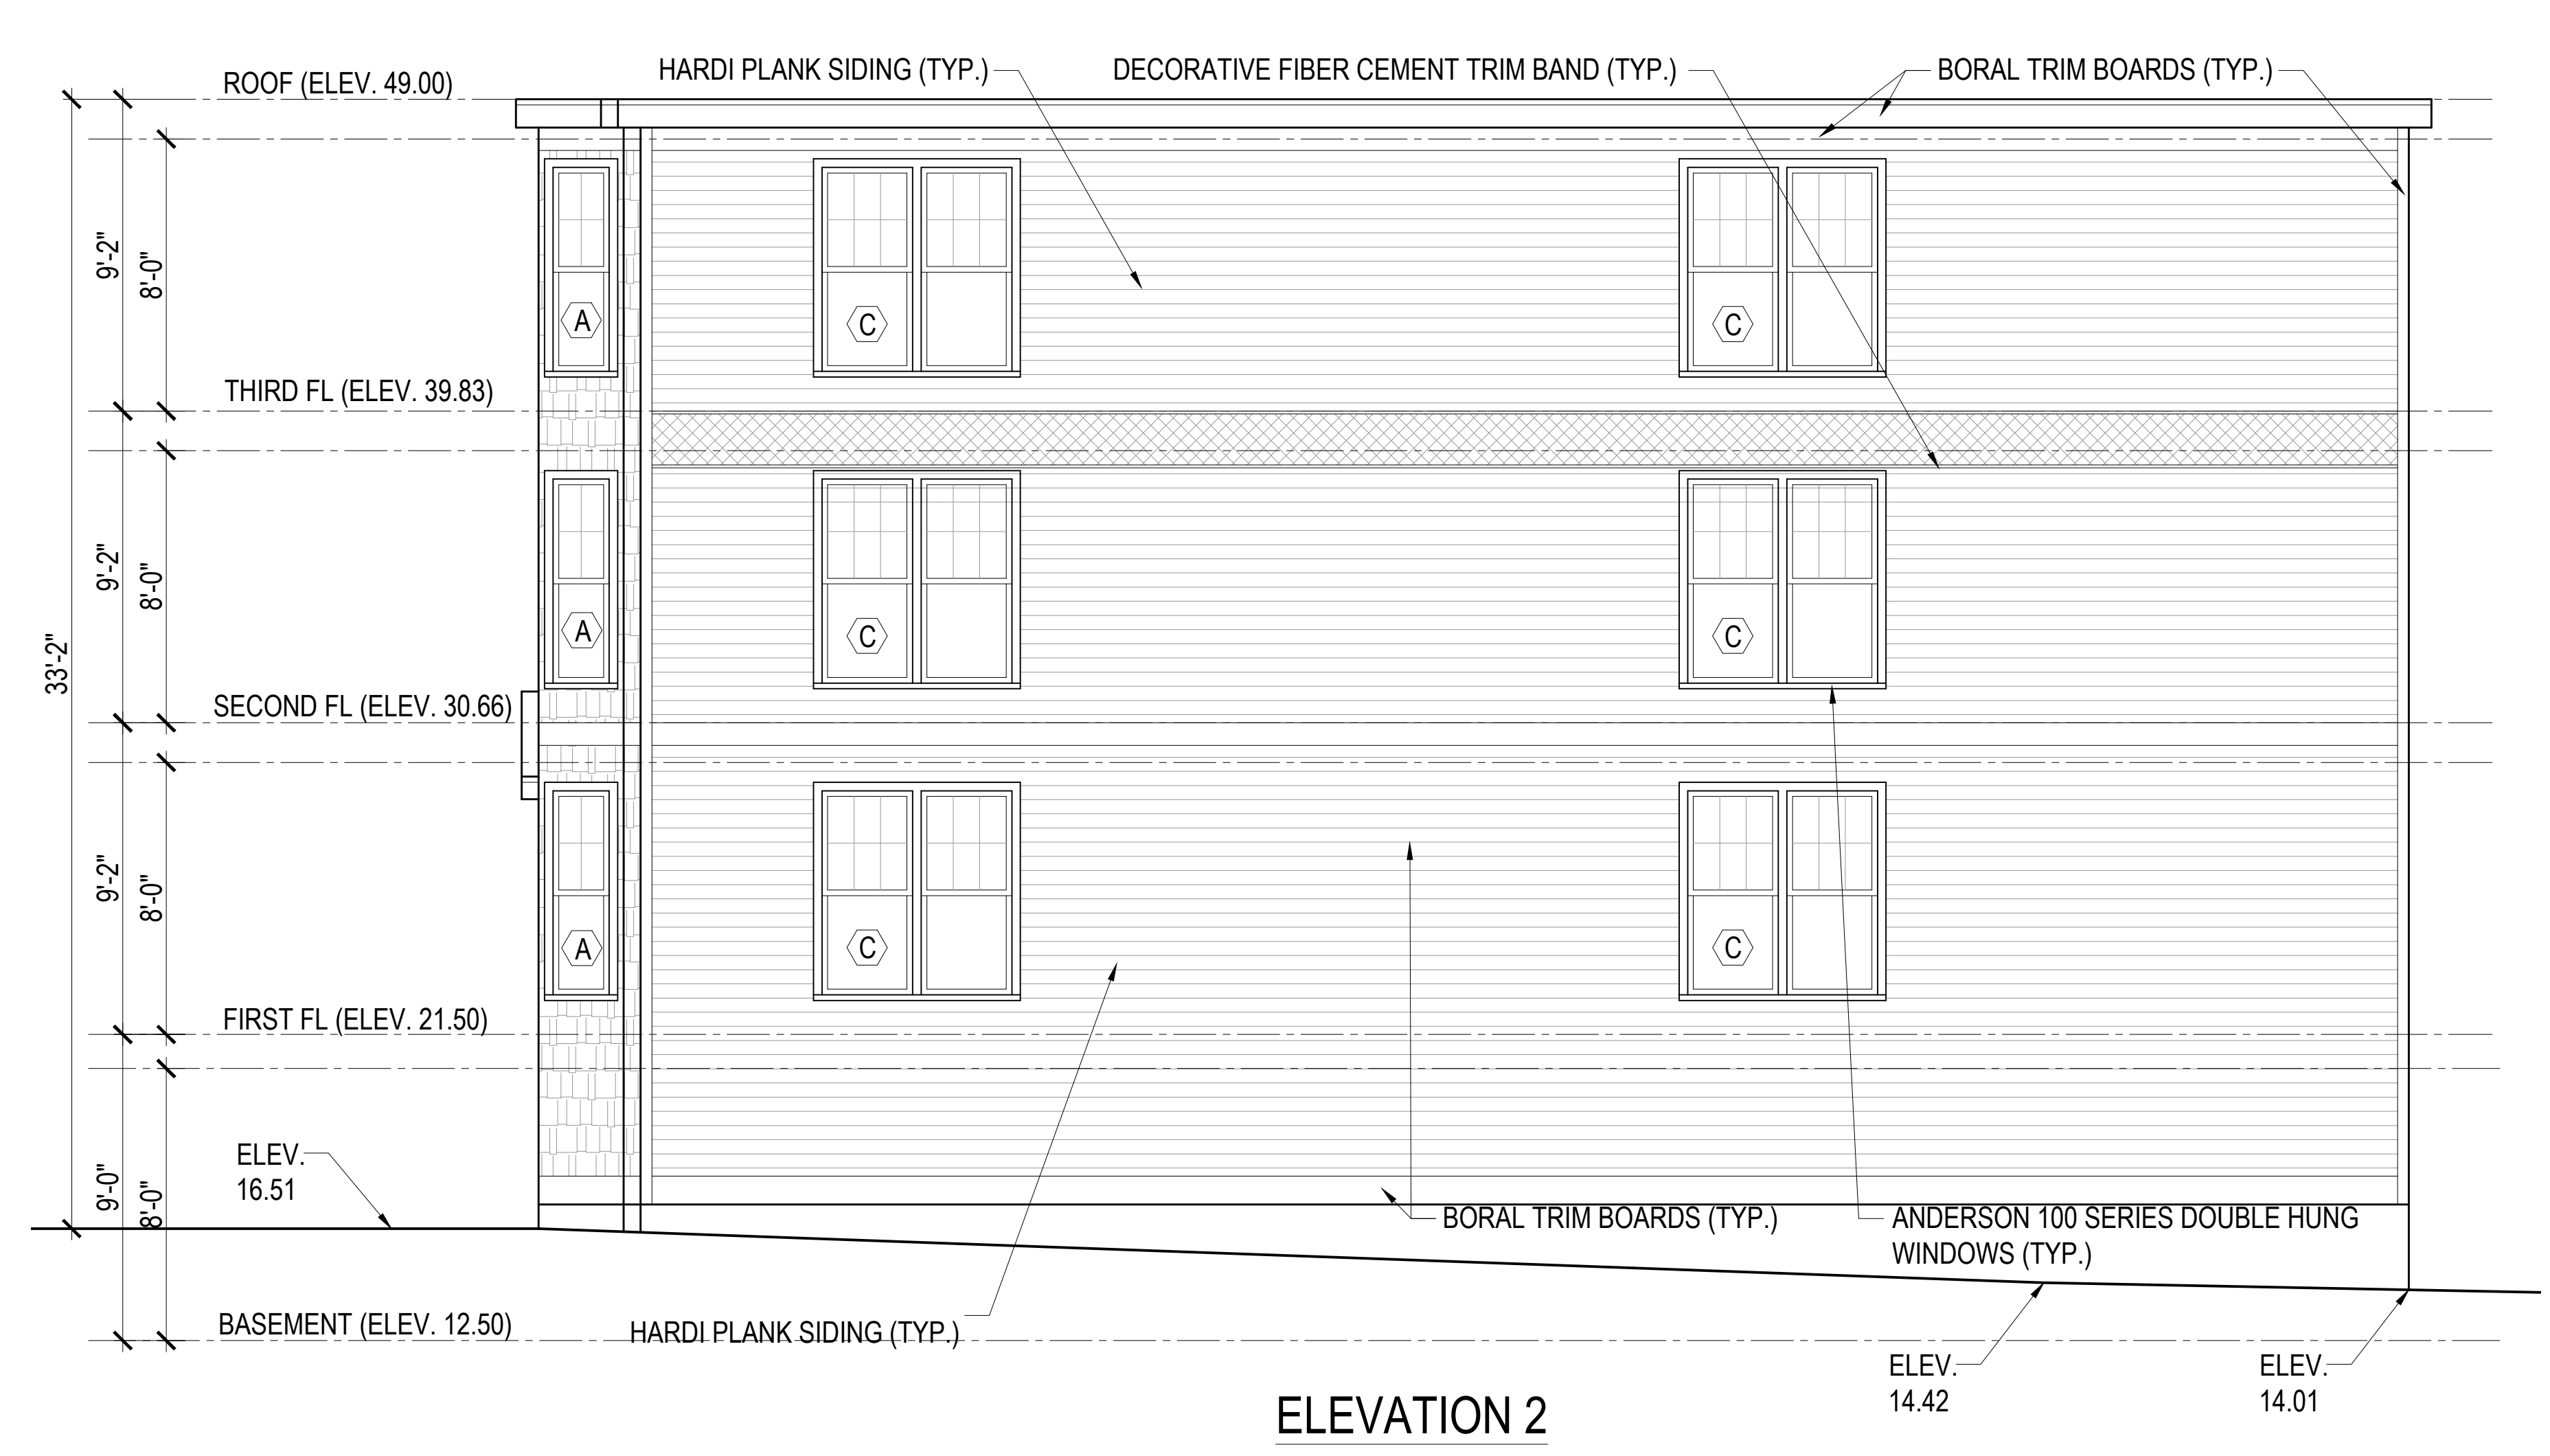 HARDI PLANK SIDING (TYP.)
DECORATIVE FIBER CEMENT TRIM BAND (TYP.)
BORAL TRIM BOARDS (TYP.)
ROOF (ELEV. 49.00)
9'-2"
8'-0"
A
C
C
THIRD FL (ELEV. 39.83)
9'-2"
8'-0"
A
C
C
33'-2"
SECOND FL (ELEV. 30.66)
9'-2"
8'-0"
A
C
C
FIRST FL (ELEV. 21.50)
9'-0"
8'-0"
ELEV.
16.51
BORAL TRIM BOARDS (TYP.)
ANDERSON 100 SERIES DOUBLE HUNG
WINDOWS (TYP.)
BASEMENT (ELEV. 12.50)
HARDI PLANK SIDING (TYP.)
ELEV.
14.42
ELEV.
14.01
ELEVATION 2